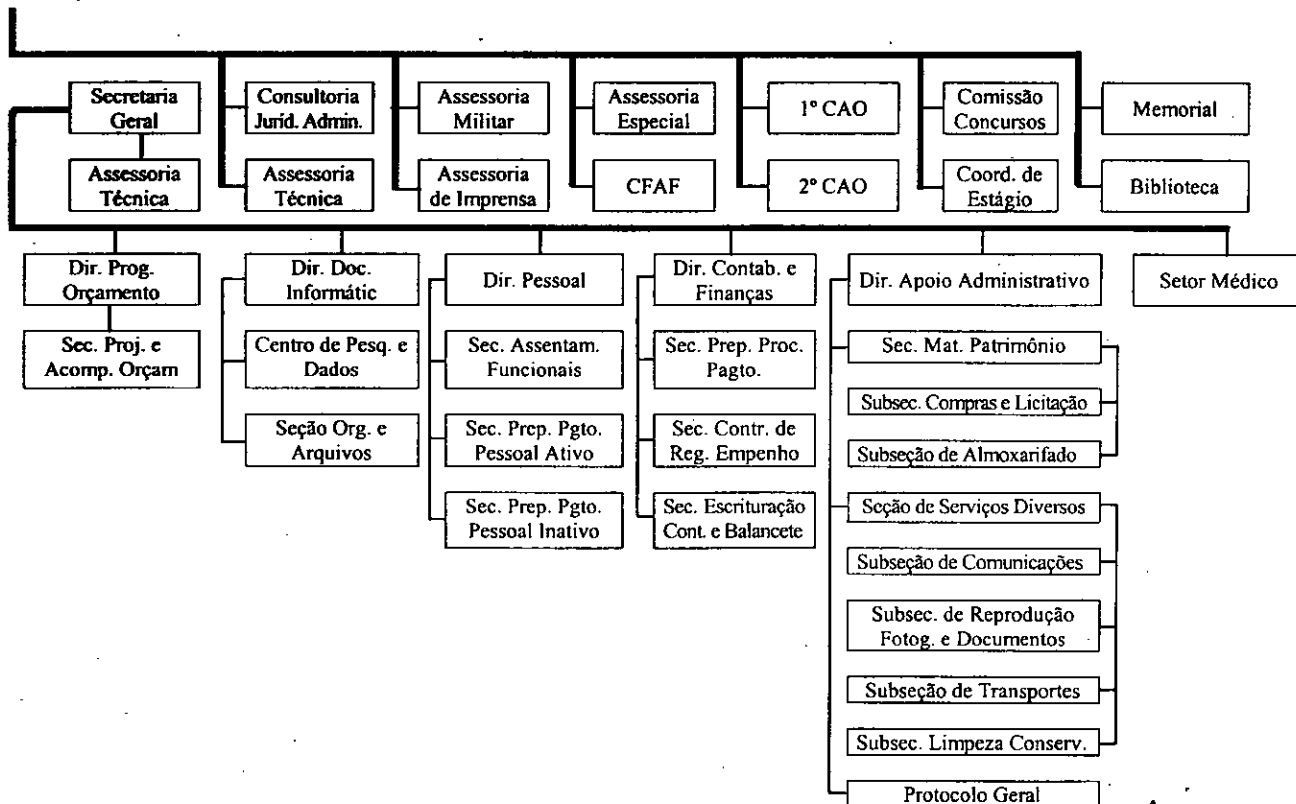 Secretaria
Geral
Consultoria
Juríd. Admin.
Assessoria
Militar
Assessoria
Especial
1º CAO
Comissão
Concursos
Memorial
Assessoria
Técnica
Assessoria
Técnica
Assessoria
de Imprensa
CFAF
2º CAO
Coord. de
Estágio
Biblioteca
Dir. Prog.
Orçamento
Dir. Doc.
Informátic
Dir. Pessoal
Dir. Contab. e
Finanças
Dir. Apoio Administrativo
Setor Médico
Sec. Proj. e
Acomp. Orçam
Centro de Pesq. e
Dados
Sec. Assentam.
Funcionais
Sec. Prep. Proc.
Pagto.
Sec. Mat. Patrimônio
Subsec. Compras e Licitação
Seção Org. e
Arquivos
Sec. Prep. Pgto.
Pessoal Ativo
Sec. Contr. de
Reg. Empenho
Subseção de Almoxarifado
Sec. Prep. Pgto.
Pessoal Inativo
Sec. Escrituração
Cont. e Balancete
Seção de Serviços Diversos
Subseção de Comunicações
Subsec. de Reprodução
Fotog. e Documentos
Subseção de Transportes
Subsec. Limpeza Conserv.
Protocolo Geral